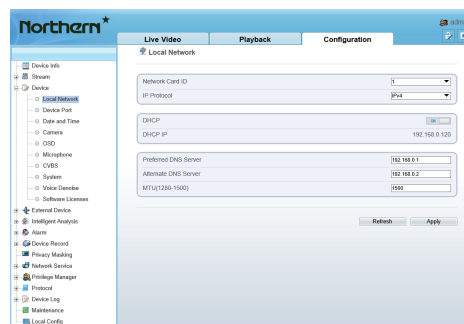 Northern
adm
Live Video
Playback
Configuration
Local Network
Device Info
Stream
Device
Local Network
Device Port
Date and Time
Camera
OSD
Microphone
CVBS
System
Voice Denoise
Software Licenses
External Device
Intelligent Analysis
Alarm
Device Record
Privacy Masking
Network Service
Privilege Manager
Protocol
Device Log
Maintenance
Local Config
Network Card ID 1
IP Protocol IPv4
DHCP ON
DHCP IP 192.168.0.120
Preferred DNS Server 192.168.0.1
Alternate DNS Server 192.168.0.2
MTU(1280-1500) 1500
Refresh Apply